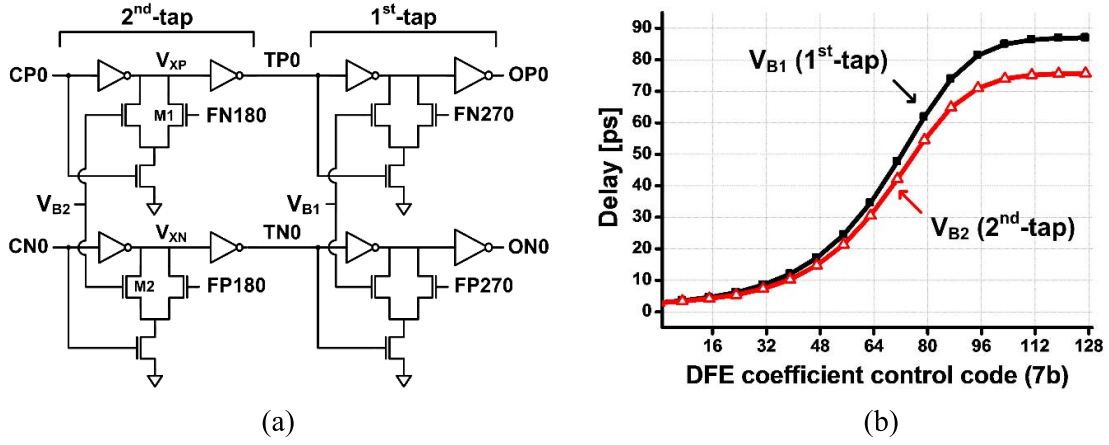 2nd-tap 1st-tap
CP0 VXP TP0 OP0
M1 FN180 FN270
VB2 VB1
CN0 VXN TN0 ON0
M2 FP180 FP270
(a)
90
80
70
60
50
40
30
20
10
0
Delay [ps]
VB1 (1st-tap)
VB2 (2nd-tap)
16 32 48 64 80 96 112 128
DFE coefficient control code (7b)
(b)